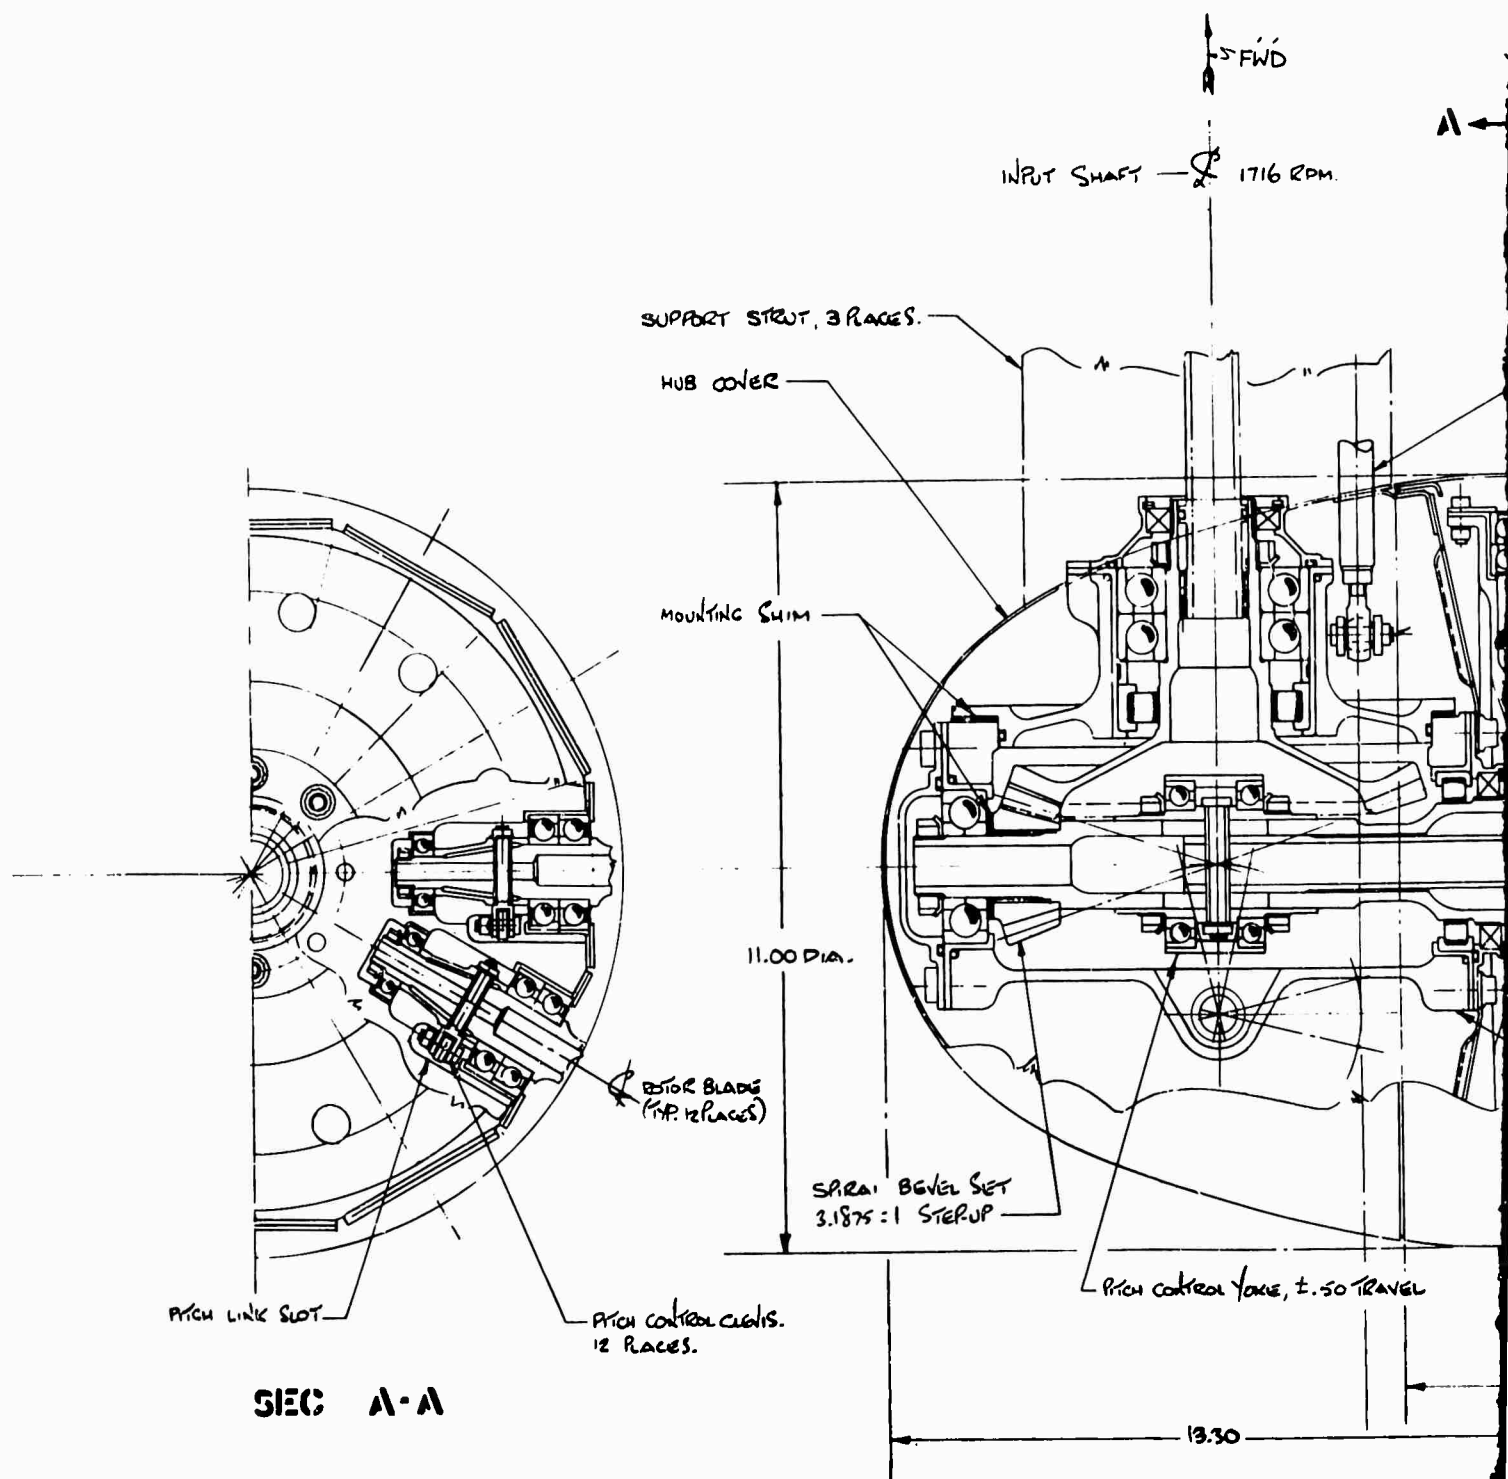 FWD
A
INPUT SHAFT ℄ 1716 RPM.
SUPPORT STRUT, 3 PLACES.
HUB COVER
MOUNTING SHIM
11.00 DIA.
℄ ROTOR BLADE
(TYP. 12 PLACES)
SPIRAL BEVEL SET
3.1875:1 STEP-UP
PITCH CONTROL YOKE, ±.50 TRAVEL
PITCH LINK SLOT
PITCH CONTROL CLEVIS.
12 PLACES.
SEC A-A
13.30